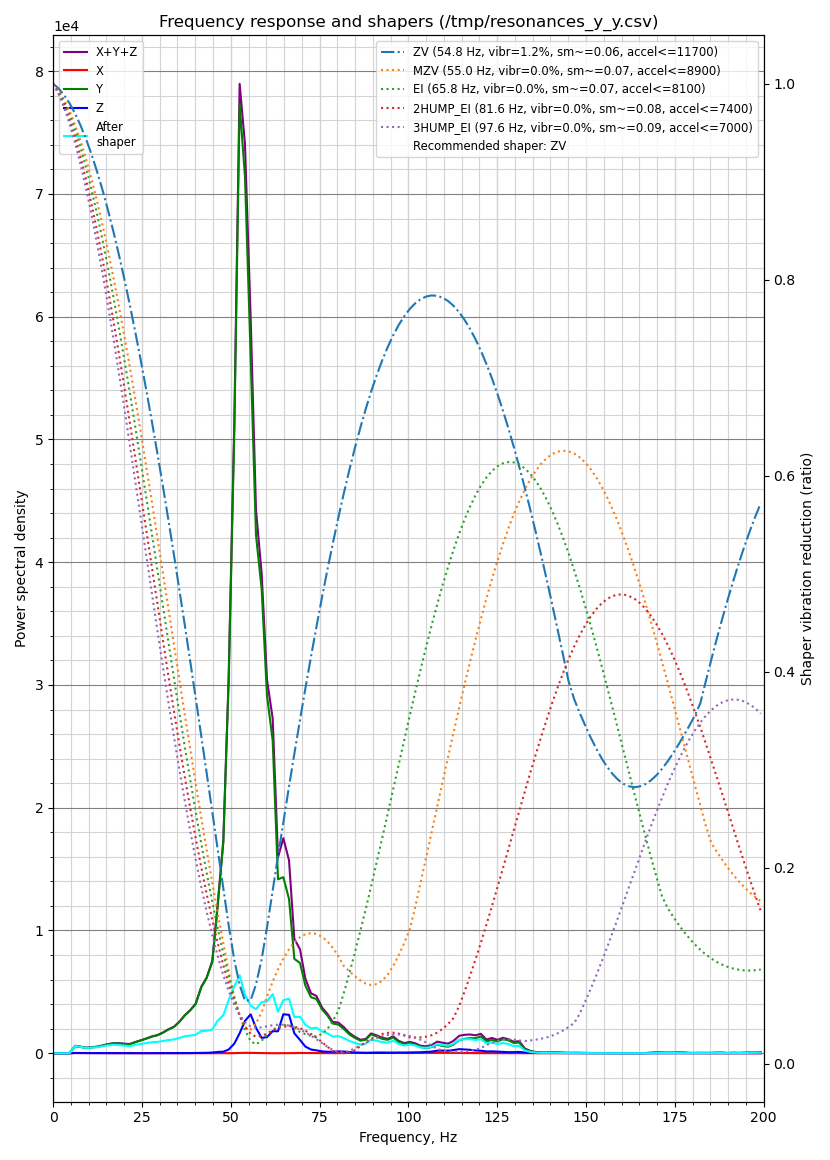 Frequency response and shapers (/tmp/resonances_y_y.csv)
1e4
X+Y+Z
X
Y
Z
After
shaper
ZV (54.8 Hz, vibr=1.2%, sm~=0.06, accel<=11700)
MZV (55.0 Hz, vibr=0.0%, sm~=0.07, accel<=8900)
EI (65.8 Hz, vibr=0.0%, sm~=0.07, accel<=8100)
2HUMP_EI (81.6 Hz, vibr=0.0%, sm~=0.08, accel<=7400)
3HUMP_EI (97.6 Hz, vibr=0.0%, sm~=0.09, accel<=7000)
Recommended shaper: ZV
8
7
6
5
4
3
2
1
0
Power spectral density
1.0
0.8
0.6
0.4
0.2
0.0
Shaper vibration reduction (ratio)
0 25 50 75 100 125 150 175 200
Frequency, Hz